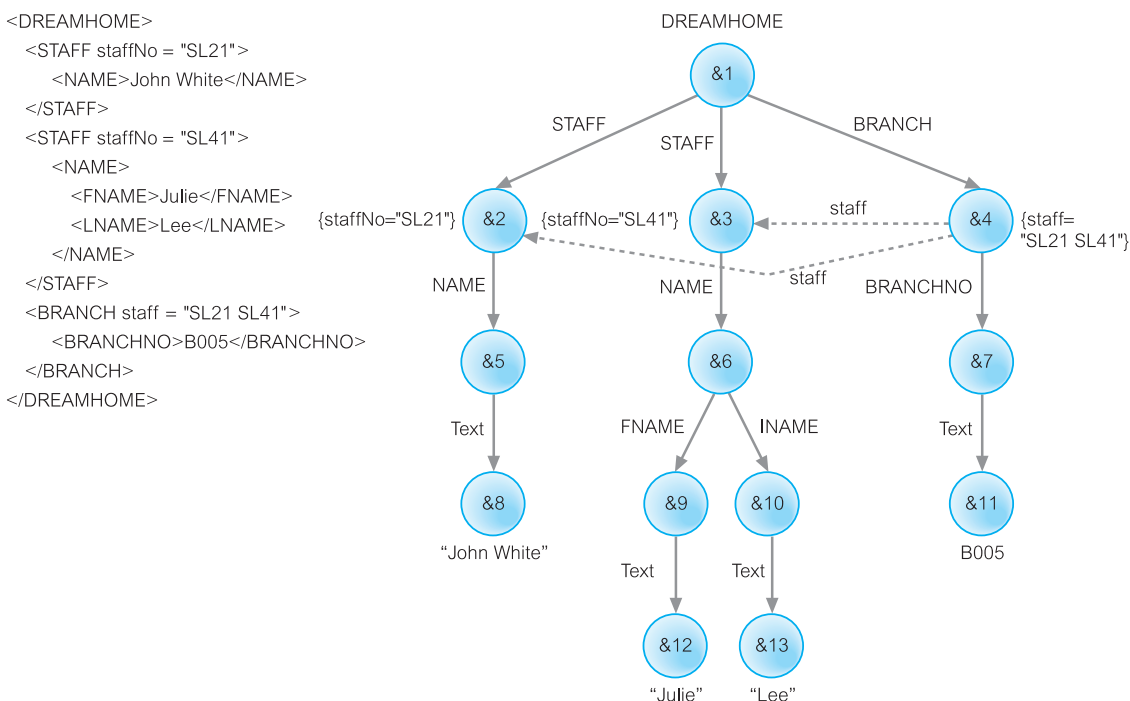 <DREAMHOME>
<STAFF staffNo = "SL21">
<NAME>John White</NAME>
</STAFF>
<STAFF staffNo = "SL41">
<NAME>
<FNAME>Julie</FNAME>
<LNAME>Lee</LNAME>
</NAME>
</STAFF>
<BRANCH staff = "SL21 SL41">
<BRANCHNO>B005</BRANCHNO>
</BRANCH>
</DREAMHOME>
DREAMHOME
&1
STAFF
STAFF
BRANCH
{staffNo="SL21"}
&2
{staffNo="SL41"}
&3
staff
&4
{staff=
"SL21 SL41"}
staff
NAME
NAME
BRANCHNO
&5
&6
&7
Text
FNAME
INAME
Text
&8
&9
&10
&11
“John White”
B005
Text
Text
&12
&13
“Julie”
“Lee”